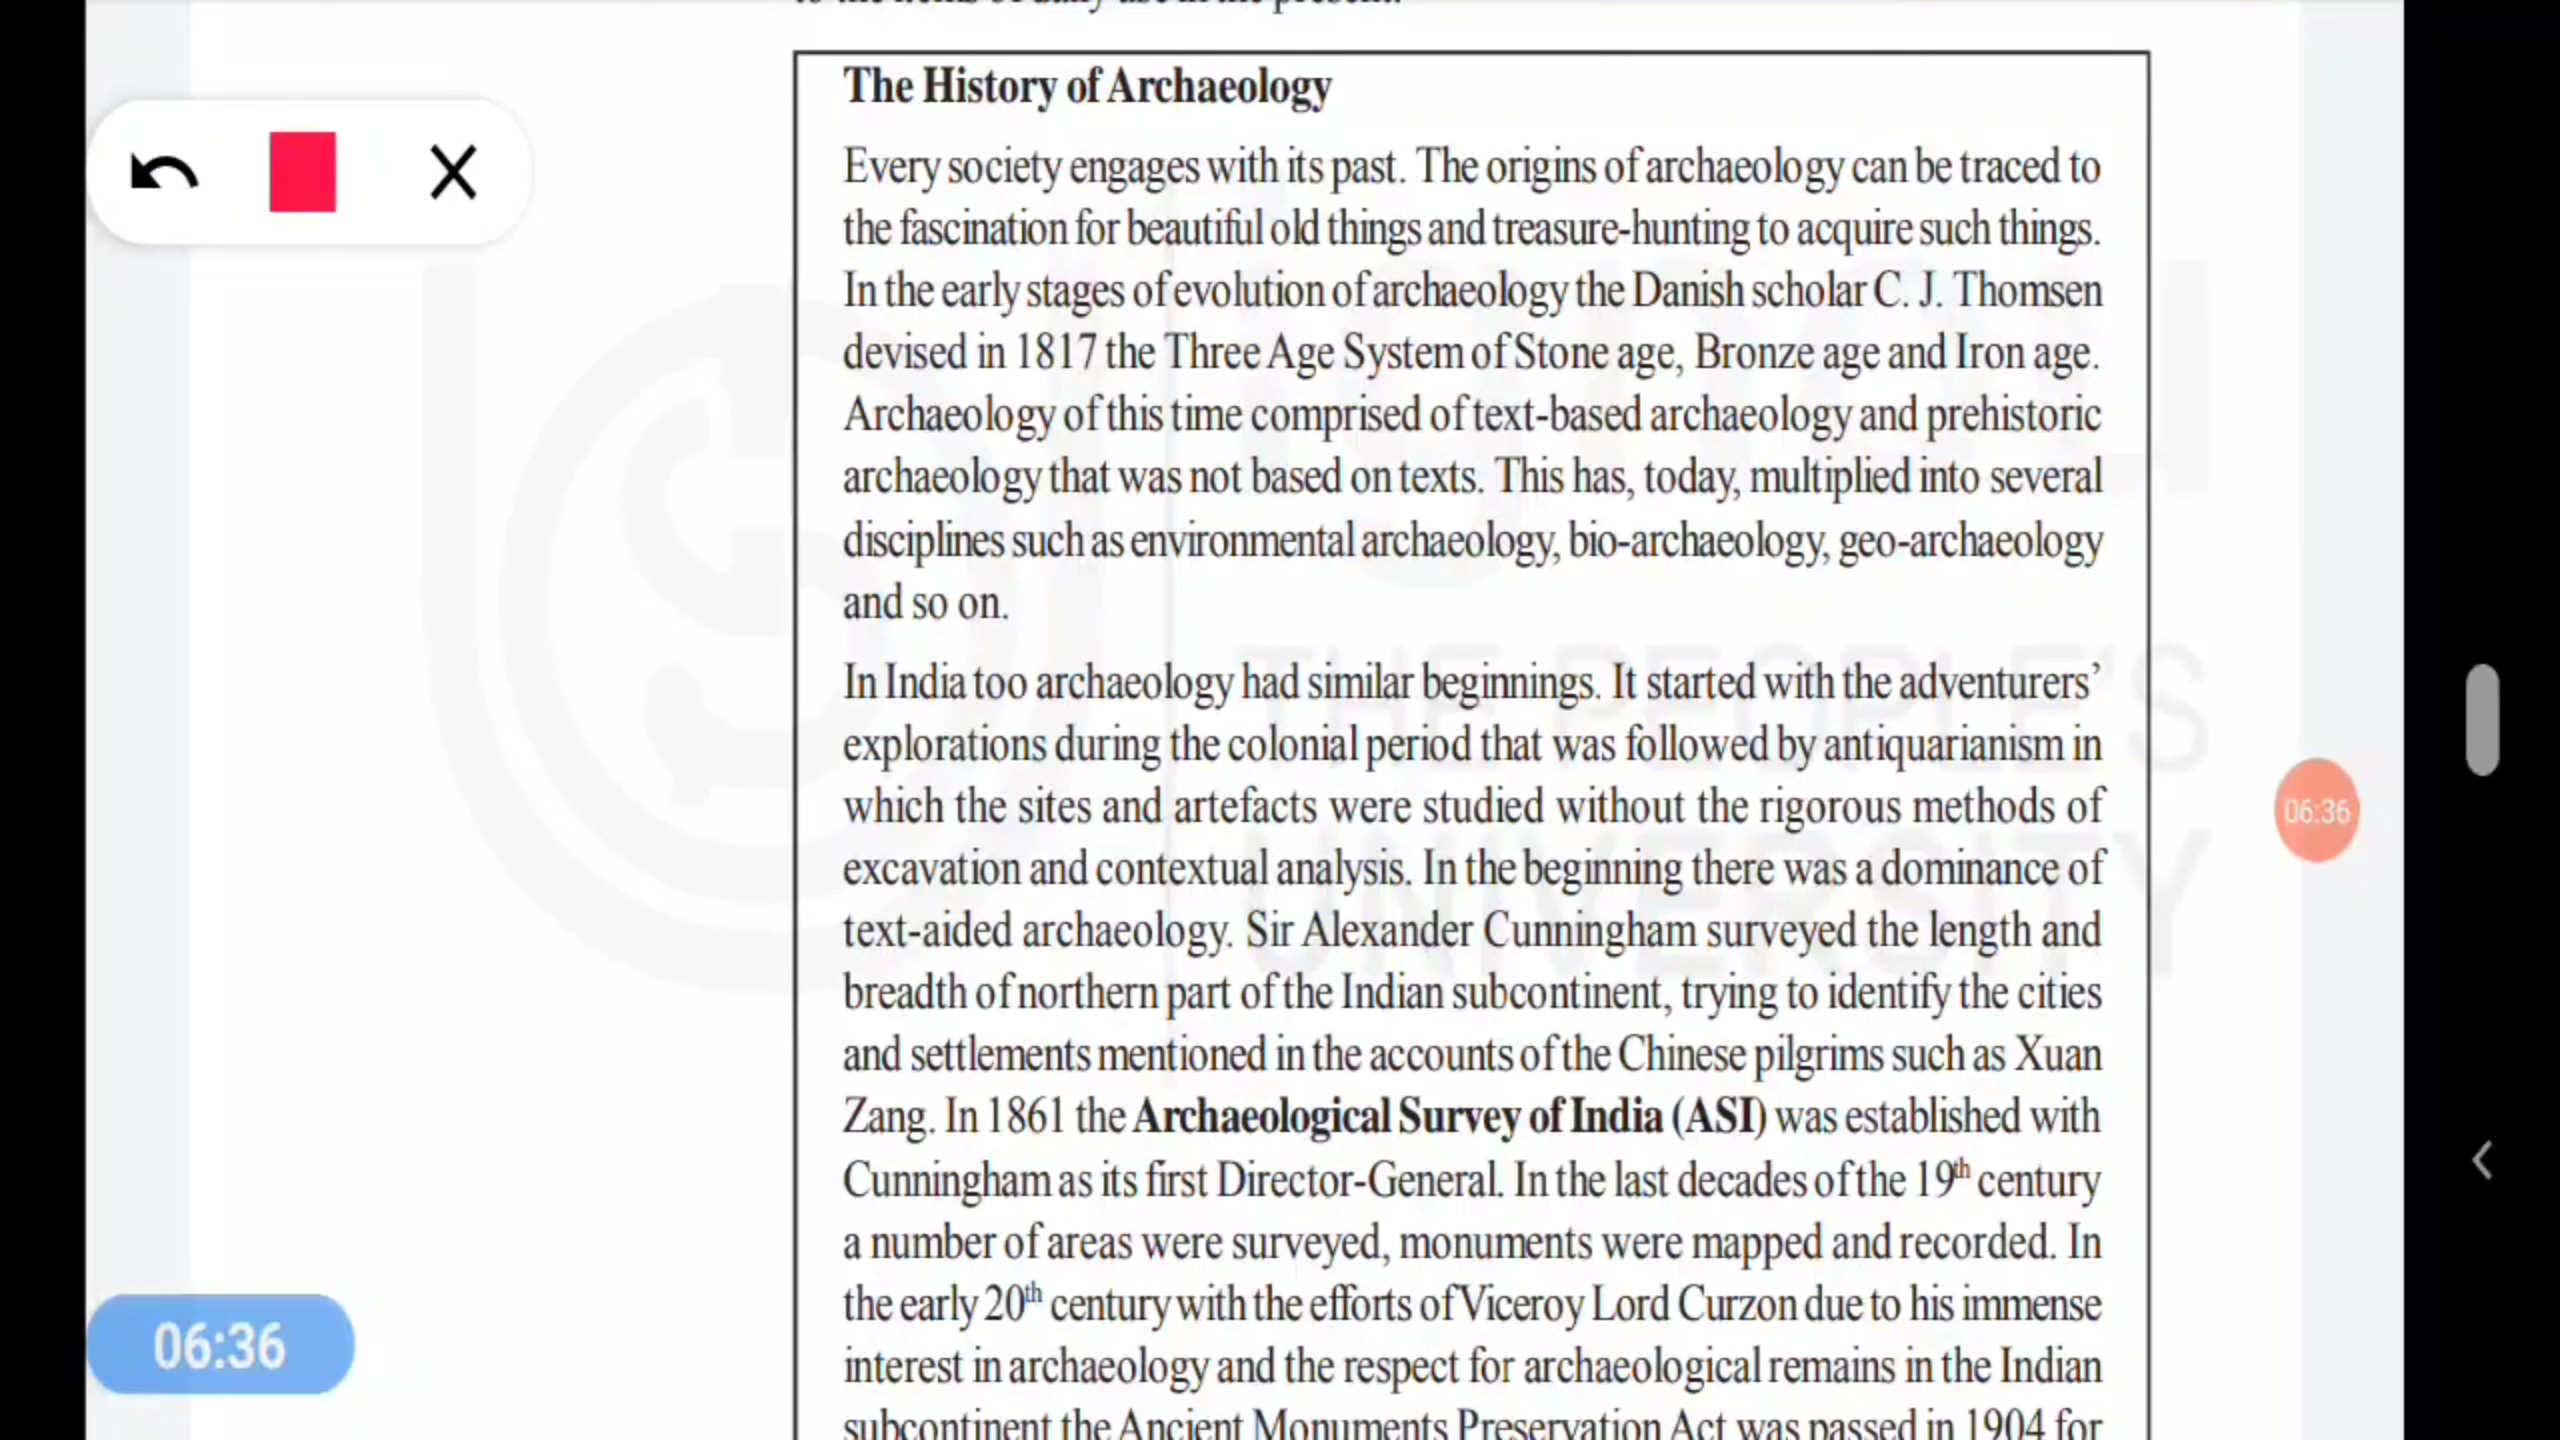 The History of Archaeology
Every society engages with its past. The origins of archaeology can be traced to
the fascination for beautiful old things and treasure-hunting to acquire such things.
In the early stages of evolution of archaeology the Danish scholar C. J. Thomsen
devised in 1817 the Three Age System of Stone age, Bronze age and Iron age.
Archaeology of this time comprised of text-based archaeology and prehistoric
archaeology that was not based on texts. This has, today, multiplied into several
disciplines such as environmental archaeology, bio-archaeology, geo-archaeology
and so on.
In India too archaeology had similar beginnings. It started with the adventurers’
explorations during the colonial period that was followed by antiquarianism in
which the sites and artefacts were studied without the rigorous methods of
excavation and contextual analysis. In the beginning there was a dominance of
text-aided archaeology. Sir Alexander Cunningham surveyed the length and
breadth of northern part of the Indian subcontinent, trying to identify the cities
and settlements mentioned in the accounts of the Chinese pilgrims such as Xuan
Zang. In 1861 the Archaeological Survey of India (ASI) was established with
Cunningham as its first Director-General. In the last decades of the 19th century
a number of areas were surveyed, monuments were mapped and recorded. In
the early 20th century with the efforts of Viceroy Lord Curzon due to his immense
interest in archaeology and the respect for archaeological remains in the Indian
subcontinent the Ancient Monuments Preservation Act was passed in 1904 for
THE PEOPLE'S
UNIVERSITY
06:36
06:36